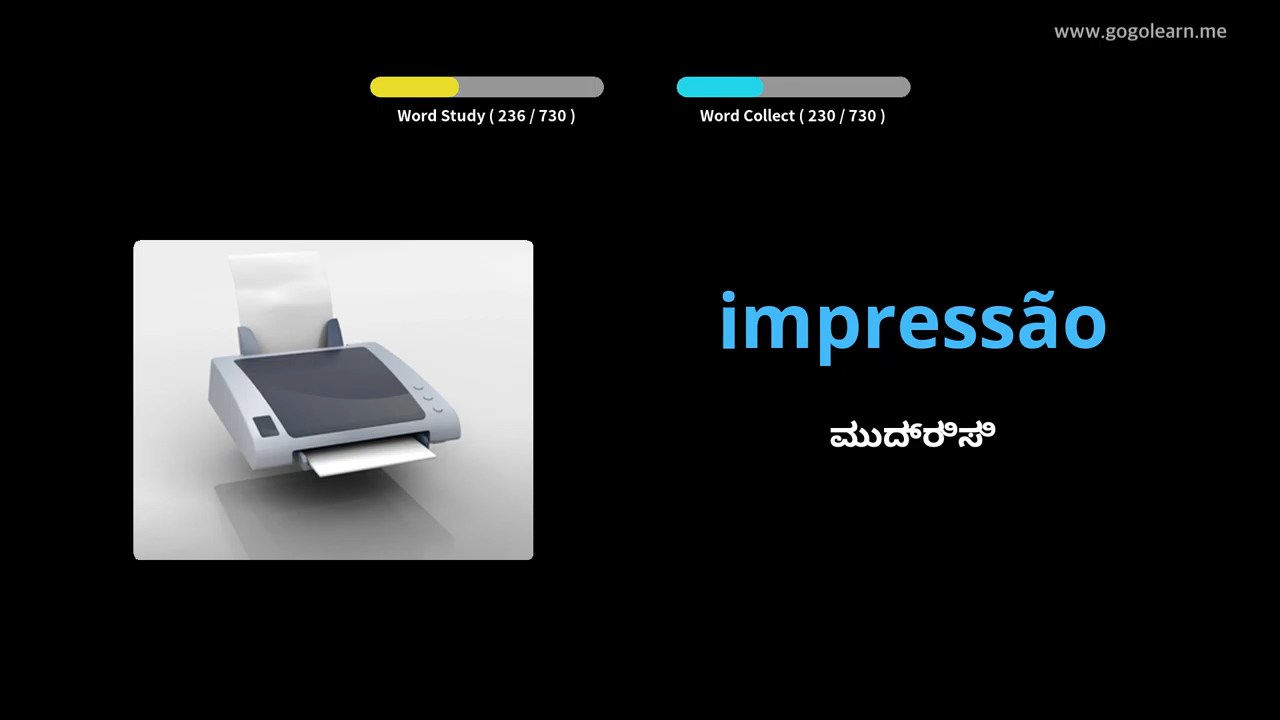 www.gogolearn.me
Word Study ( 236 / 730 )
Word Collect ( 230 / 730 )
impressão
ಮುದ್ರಿಸಿ